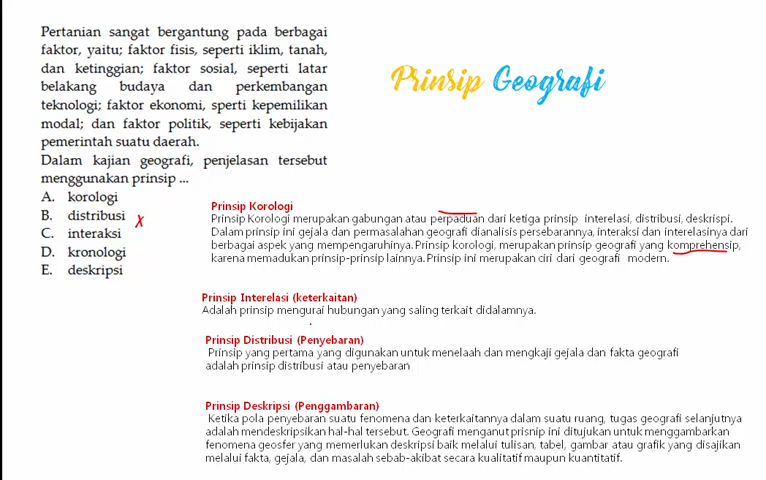 Pertanian sangat bergantung pada berbagai
faktor, yaitu; faktor fisis, seperti iklim, tanah,
dan ketinggian; faktor sosial, seperti latar
belakang budaya dan perkembangan
teknologi; faktor ekonomi, sperti kepemilikan
modal; dan faktor politik, seperti kebijakan
pemerintah suatu daerah.
Dalam kajian geografi, penjelasan tersebut
menggunakan prinsip ...
A. korologi
B. distribusi X
C. interaksi
D. kronologi
E. deskripsi
Prinsip Geografi
Prinsip Korologi
Prinsip Korologi merupakan gabungan atau perpaduan dari ketiga prinsip interelasi, distribusi, deskrispi.
Dalam prinsip ini gejala dan permasalahan geografi dianalisis persebarannya, interaksi dan interelasinya dari
berbagai aspek yang mempengaruhinya. Prinsip korologi, merupakan prinsip geografi yang komprehensip,
karena memadukan prinsip-prinsip lainnya. Prinsip ini merupakan ciri dari geografi modern.
Prinsip Interelasi (keterkaitan)
Adalah prinsip mengurai hubungan yang saling terkait didalamnya.
Prinsip Distribusi (Penyebaran)
Prinsip yang pertama yang digunakan untuk menelaah dan mengkaji gejala dan fakta geografi
adalah prinsip distribusi atau penyebaran
Prinsip Deskripsi (Penggambaran)
Ketika pola penyebaran suatu fenomena dan keterkaitannya dalam suatu ruang, tugas geografi selanjutnya
adalah mendeskripsikan hal-hal tersebut. Geografi menganut prisnip ini ditujukan untuk menggambarkan
fenomena geosfer yang memerlukan deskripsi baik melalui tulisan, tabel, gambar atau grafik yang disajikan
melalui fakta, gejala, dan masalah sebab-akibat secara kualitatif maupun kuantitatif.